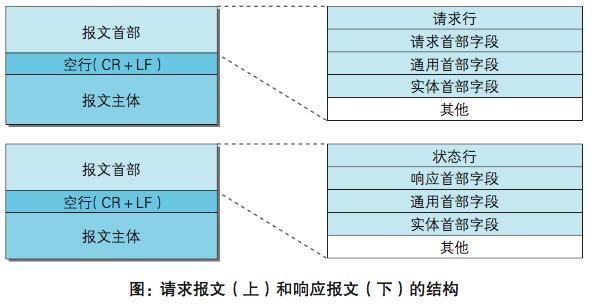 报文首部
空行(CR+LF)
报文主体
请求行
请求首部字段
通用首部字段
实体首部字段
其他
报文首部
空行(CR+LF)
报文主体
状态行
响应首部字段
通用首部字段
实体首部字段
其他
图:请求报文(上)和响应报文(下)的结构